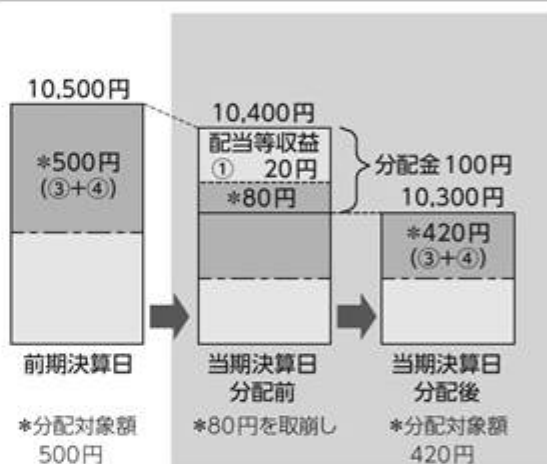 10,500円
*500円
(③+④)
前期決算日
*分配対象額
500円
10,400円
配当等収益
① 20円
*80円
分配金100円
当期決算日
分配前
*80円を取崩し
10,300円
*420円
(③+④)
当期決算日
分配後
*分配対象額
420円